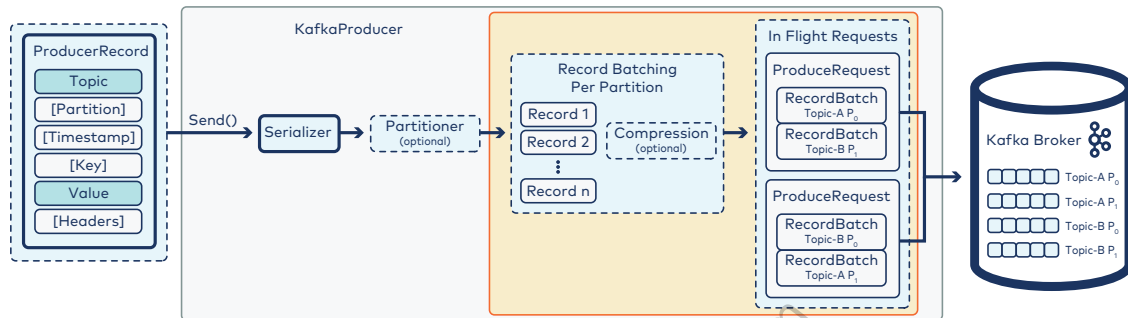 KafkaProducer
ProducerRecord
Topic
[Partition]
[Timestamp]
[Key]
Value
[Headers]
Send()
Serializer
Partitioner
(optional)
Record Batching
Per Partition
Record 1
Record 2
Record n
Compression
(optional)
In Flight Requests
ProduceRequest
RecordBatch
Topic-A P0
RecordBatch
Topic-B P1
ProduceRequest
RecordBatch
Topic-B P0
RecordBatch
Topic-A P1
Kafka Broker
Topic-A P0
Topic-A P1
Topic-B P0
Topic-B P1